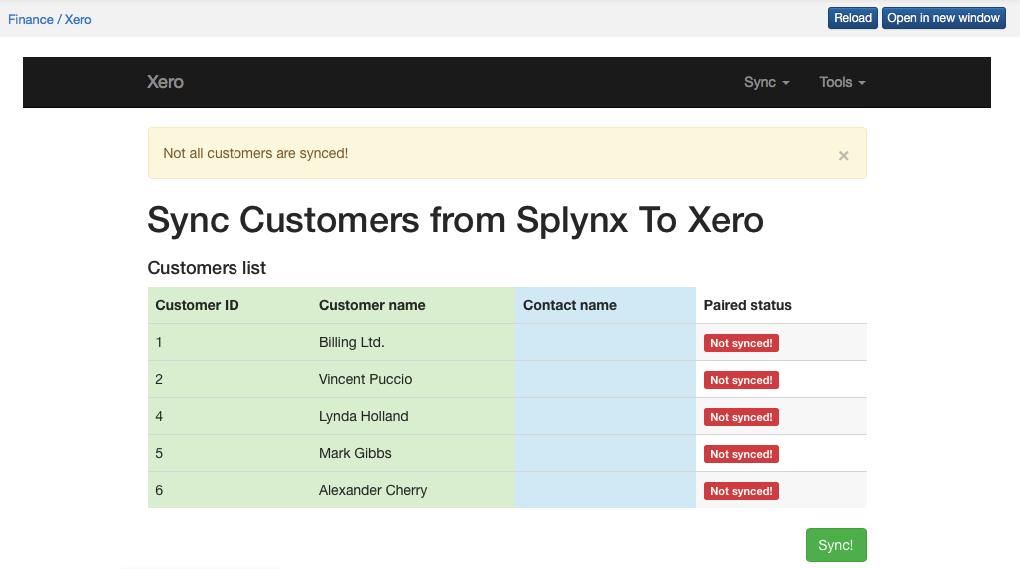 Finance / Xero
Reload
Open in new window
Xero
Sync
Tools
Not all customers are synced!
×
Sync Customers from Splynx To Xero
Customers list
Customer ID Customer name Contact name Paired status
1 Billing Ltd. Not synced!
2 Vincent Puccio Not synced!
4 Lynda Holland Not synced!
5 Mark Gibbs Not synced!
6 Alexander Cherry Not synced!
Sync!